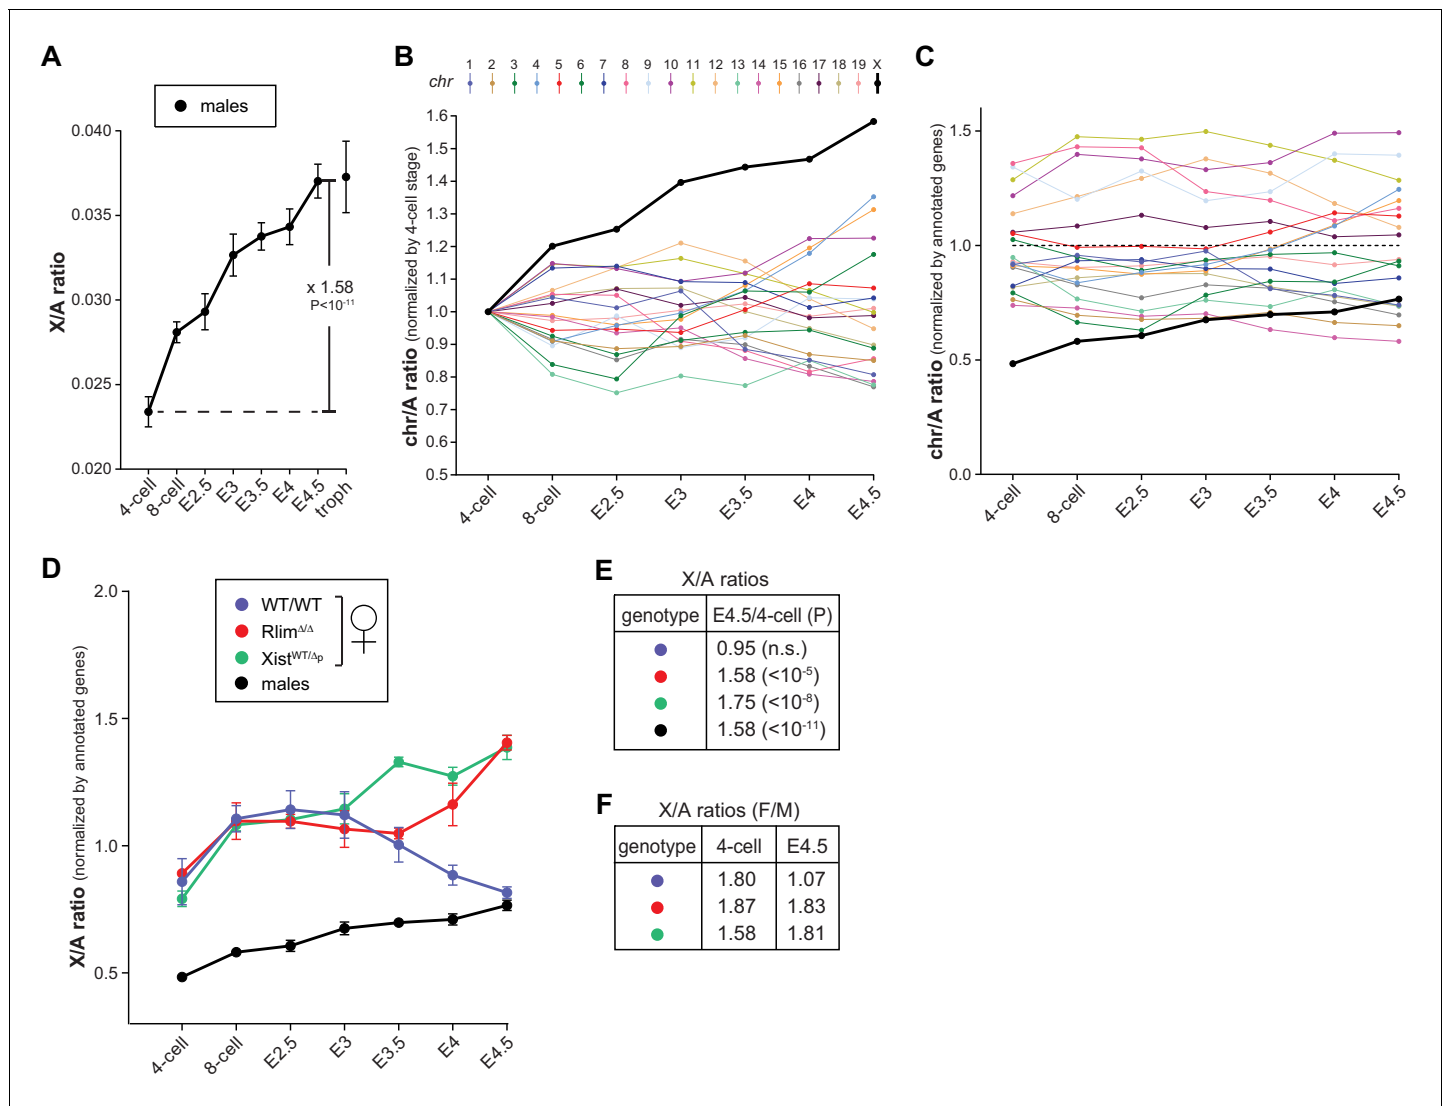 A
males
0.040
0.035
0.030
0.025
0.020
X/A ratio
x 1.58
P<10-11
4-cell
8-cell
E2.5
E3
E3.5
E4
E4.5
troph
B
chr
1 2 3 4 5 6 7 8 9 10 11 12 13 14 15 16 17 18 19 X
1.6
1.5
1.4
1.3
1.2
1.1
1.0
0.9
0.8
0.7
0.6
0.5
chr/A ratio (normalized by 4-cell stage)
4-cell
8-cell
E2.5
E3
E3.5
E4
E4.5
C
1.5
1.0
0.5
0.0
chr/A ratio (normalized by annotated genes)
4-cell
8-cell
E2.5
E3
E3.5
E4
E4.5
D
WT/WT
RlimΔ/Δ
XistWT/Δp
males
♀
2.0
1.5
1.0
0.5
X/A ratio (normalized by annotated genes)
4-cell
8-cell
E2.5
E3
E3.5
E4
E4.5
E
X/A ratios
genotype E4.5/4-cell (P)
0.95 (n.s.)
1.58 (<10-5)
1.75 (<10-8)
1.58 (<10-11)
F
X/A ratios (F/M)
genotype 4-cell E4.5
1.80 1.07
1.87 1.83
1.58 1.81